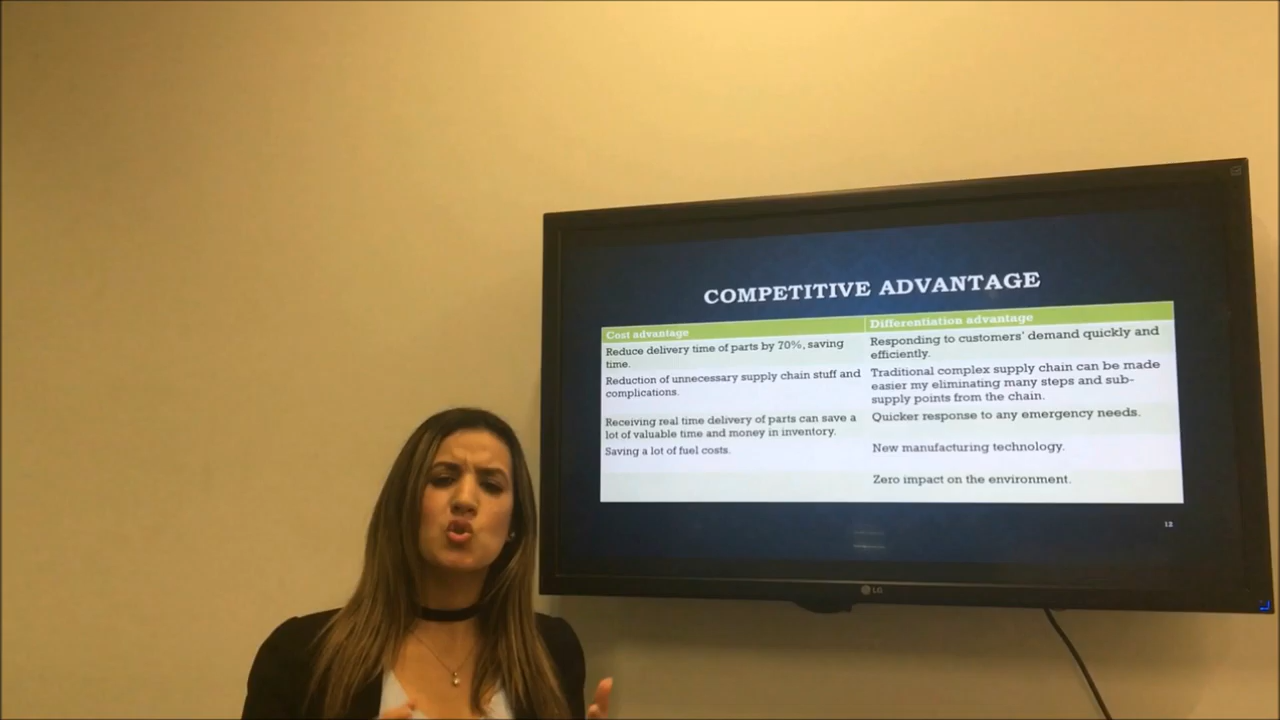 COMPETITIVE ADVANTAGE
Cost advantage
Differentiation advantage
Reduce delivery time of parts by 70%, saving
time.
Responding to customers' demand quickly and
efficiently.
Reduction of unnecessary supply chain stuff and
complications.
Traditional complex supply chain can be made
easier my eliminating many steps and sub-
supply points from the chain.
Receiving real time delivery of parts can save a
lot of valuable time and money in inventory.
Quicker response to any emergency needs.
Saving a lot of fuel costs.
New manufacturing technology.
Zero impact on the environment.
12
LG